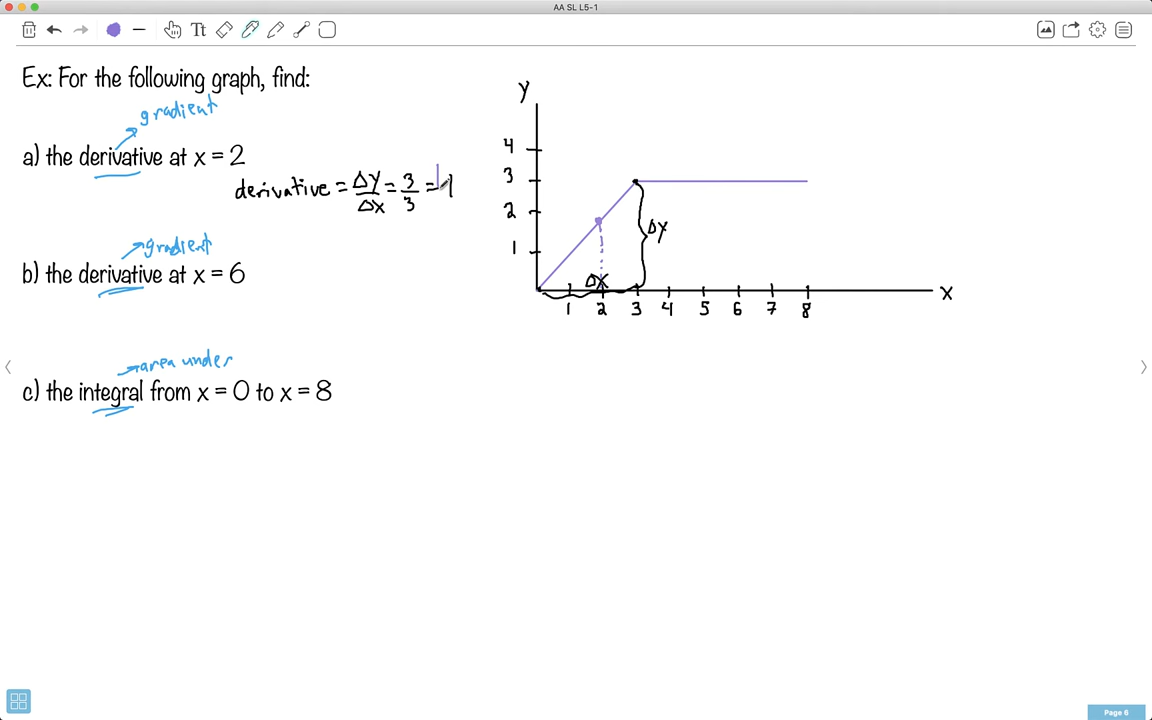 AA SL L5-1
Tt
Ex: For the following graph, find:
gradient
a) the derivative at x = 2
derivative = Δy/Δx = 3/3 = 1
gradient
b) the derivative at x = 6
area under
c) the integral from x = 0 to x = 8
y
4
3
2
1
Δy
Δx
1 2 3 4 5 6 7 8
x
Page 6